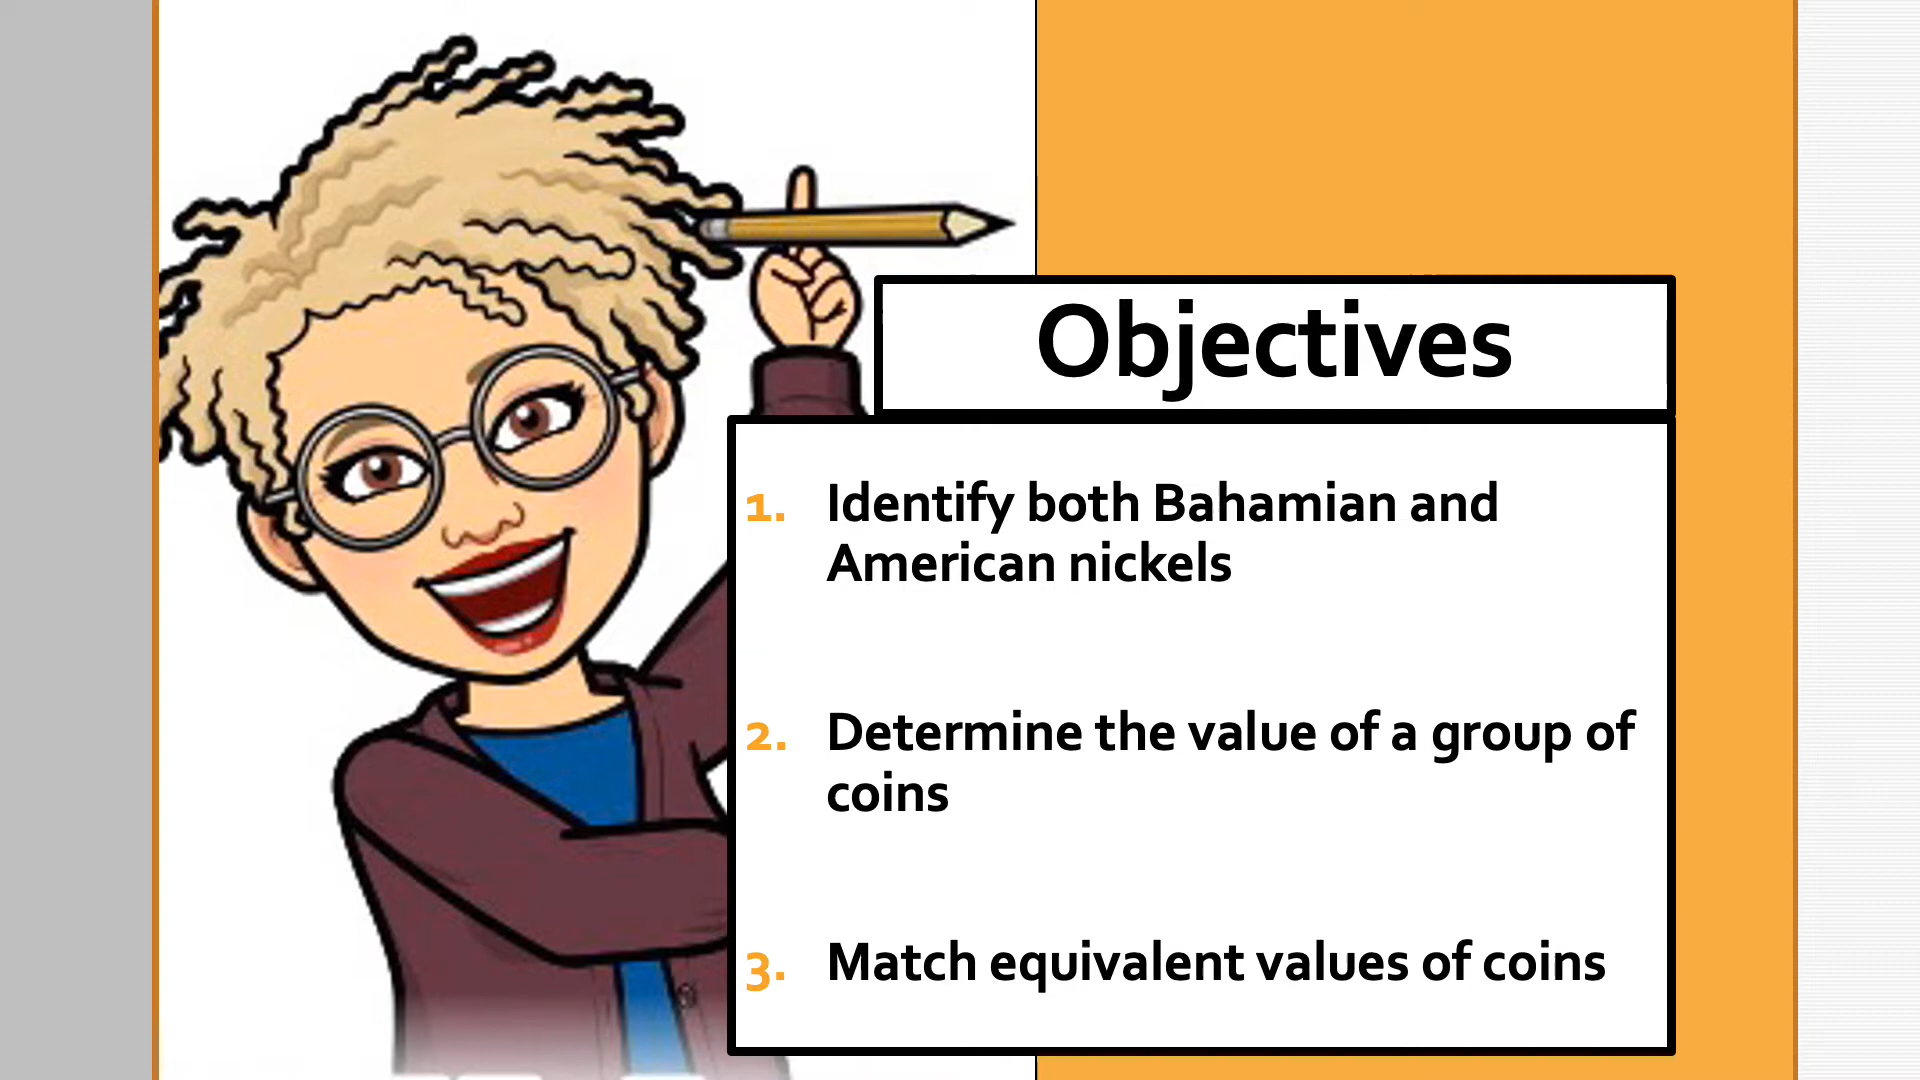 Objectives
1. Identify both Bahamian and
American nickels
2. Determine the value of a group of
coins
3. Match equivalent values of coins